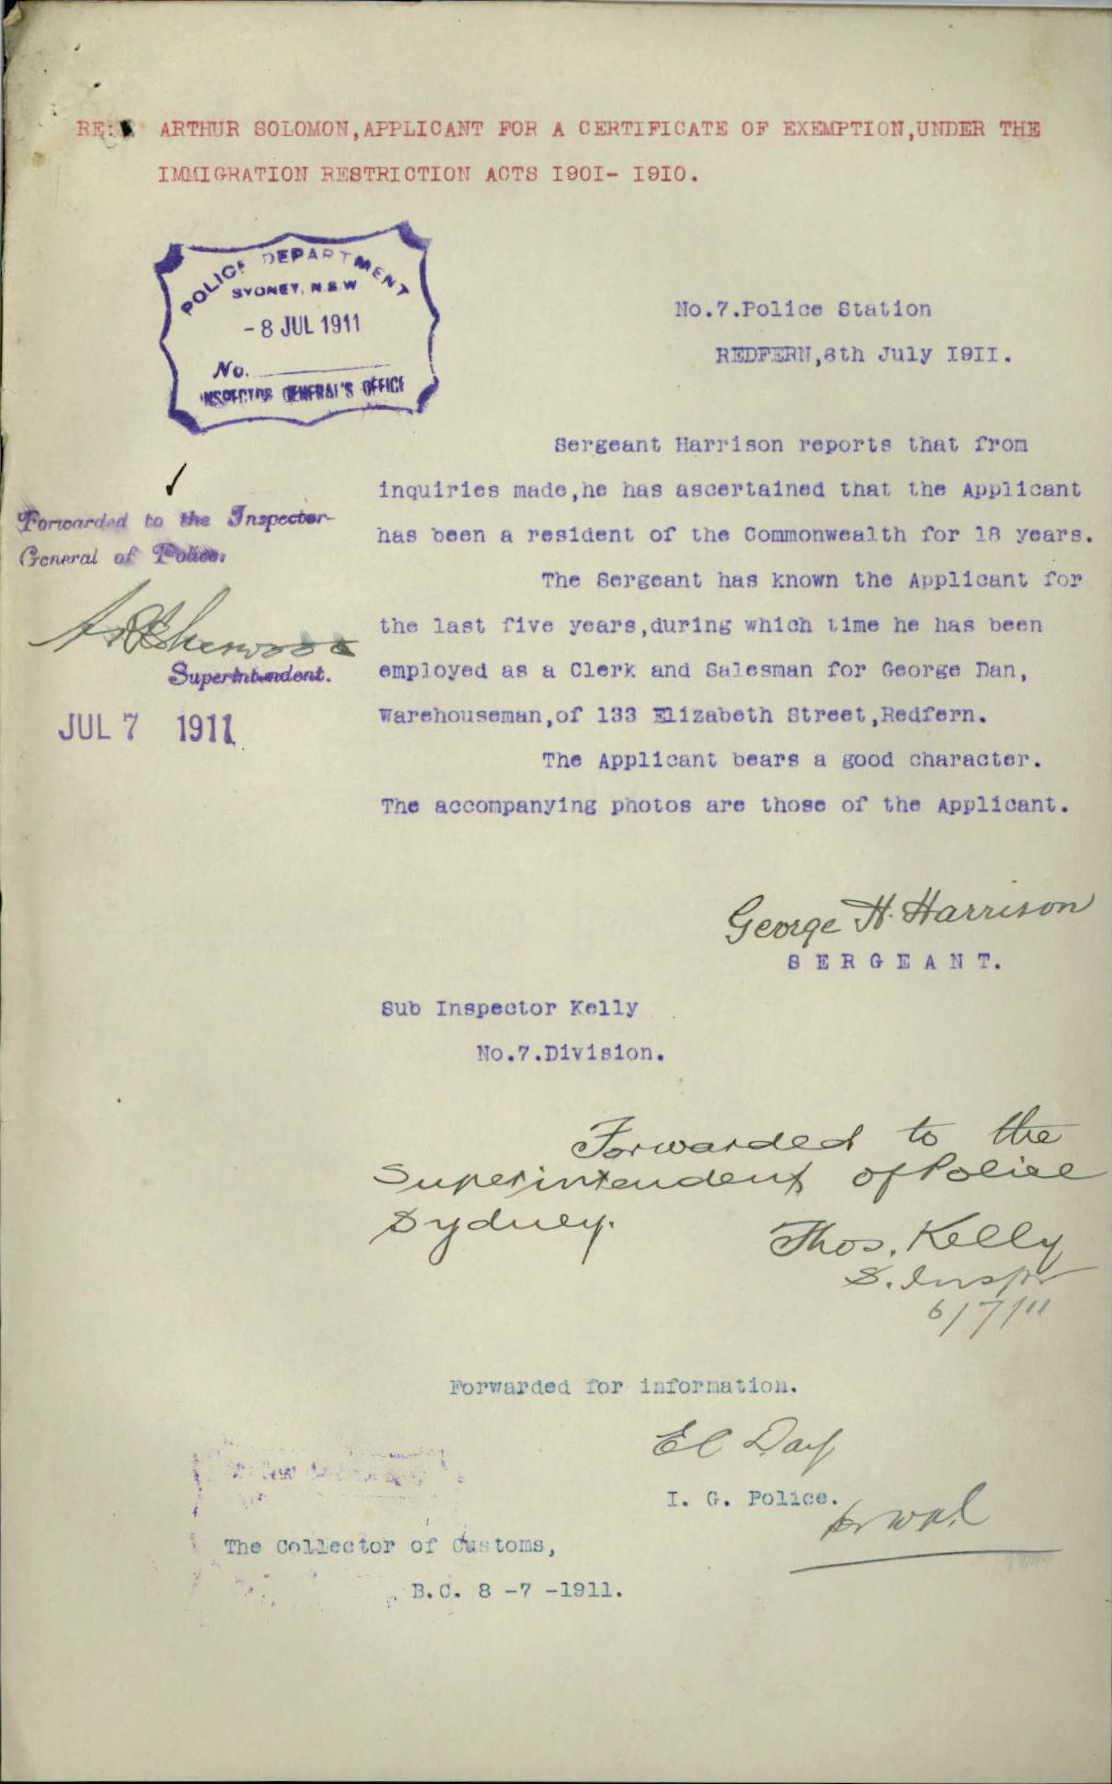 RE: ARTHUR SOLOMON,APPLICANT FOR A CERTIFICATE OF EXEMPTION,UNDER THE
IMMIGRATION RESTRICTION ACTS I90I- I9IO.
POLICE DEPARTMENT
SYDNEY, N.S.W
- 8 JUL 1911
No.
INSPECTOR GENERAL'S OFFICE
No.7.Police Station
REDFERN,6th July I9II.
Sergeant Harrison reports that from
inquiries made,he has ascertained that the Applicant
has been a resident of the Commonwealth for 18 years.
The Sergeant has known the Applicant for
the last five years,during which time he has been
employed as a Clerk and Salesman for George Dan,
Warehouseman,of 133 Elizabeth Street,Redfern.
The Applicant bears a good character.
The accompanying photos are those of the Applicant.
Forwarded to the Inspector-
General of Police.
Superintendent.
JUL 7 1911
George H. Harrison
S E R G E A N T.
Sub Inspector Kelly
No.7.Division.
Forwarded to the
Superintendent of Police
Sydney.
Thos. Kelly
S. Inspr
6/7/11
Forwarded for information.
EC Day
I. G. Police.
The Collector of Customs,
B.C. 8 -7 -1911.